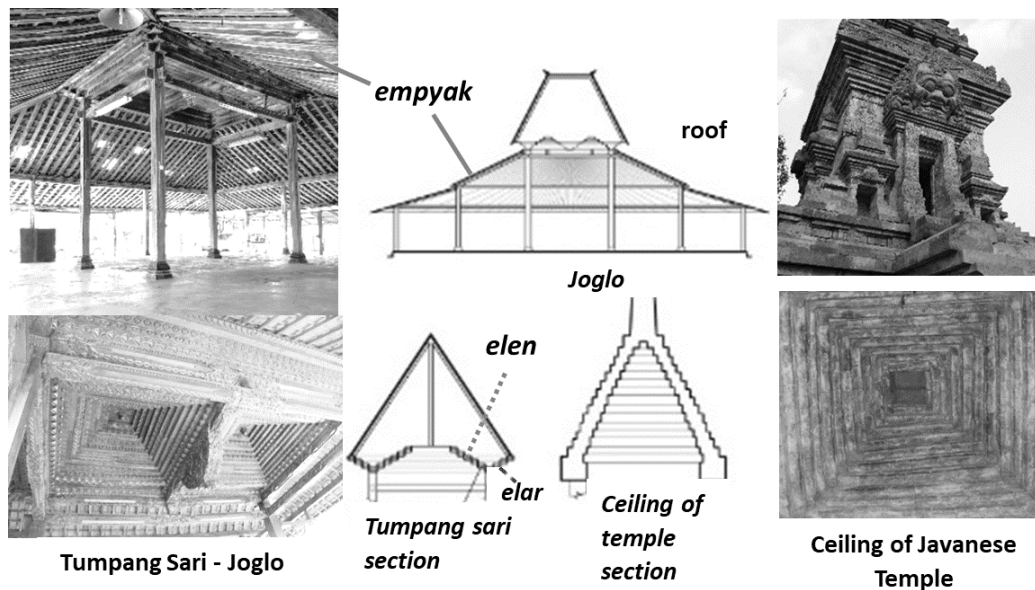 empyak
roof
Joglo
elen
elar
Tumpang sari
section
Ceiling of
temple
section
Tumpang Sari - Joglo
Ceiling of Javanese
Temple